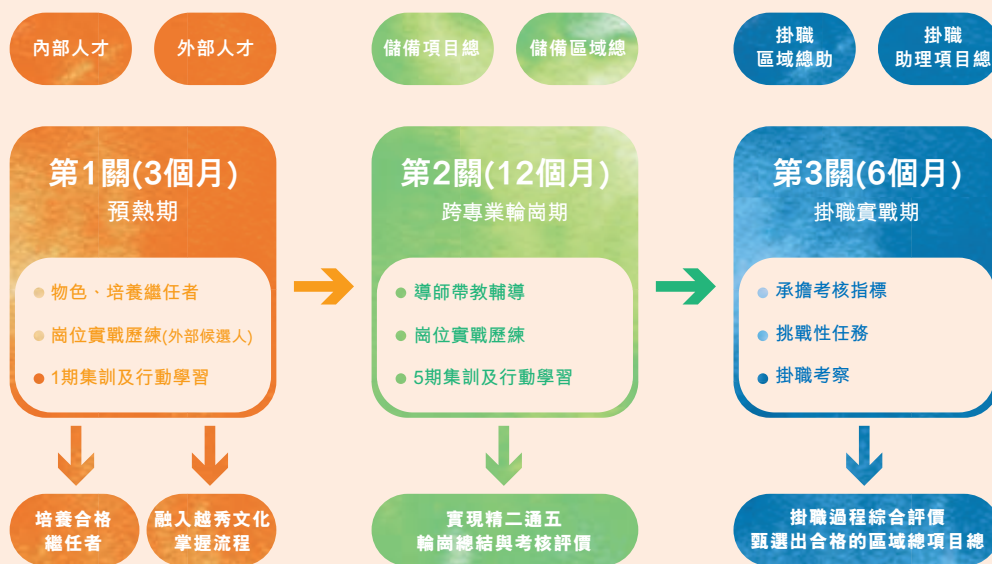 內部人才
外部人才
儲備項目總
儲備區域總
掛職
區域總助
掛職
助理項目總
第1關(3個月)
預熱期
物色、培養繼任者
崗位實戰歷練(外部候選人)
1期集訓及行動學習
第2關(12個月)
跨專業輪崗期
導師帶教輔導
崗位實戰歷練
5期集訓及行動學習
第3關(6個月)
掛職實戰期
承擔考核指標
挑戰性任務
掛職考察
培養合格
繼任者
融入越秀文化
掌握流程
實現精二通五
輪崗總結與考核評價
掛職過程綜合評價
甄選出合格的區域總項目總